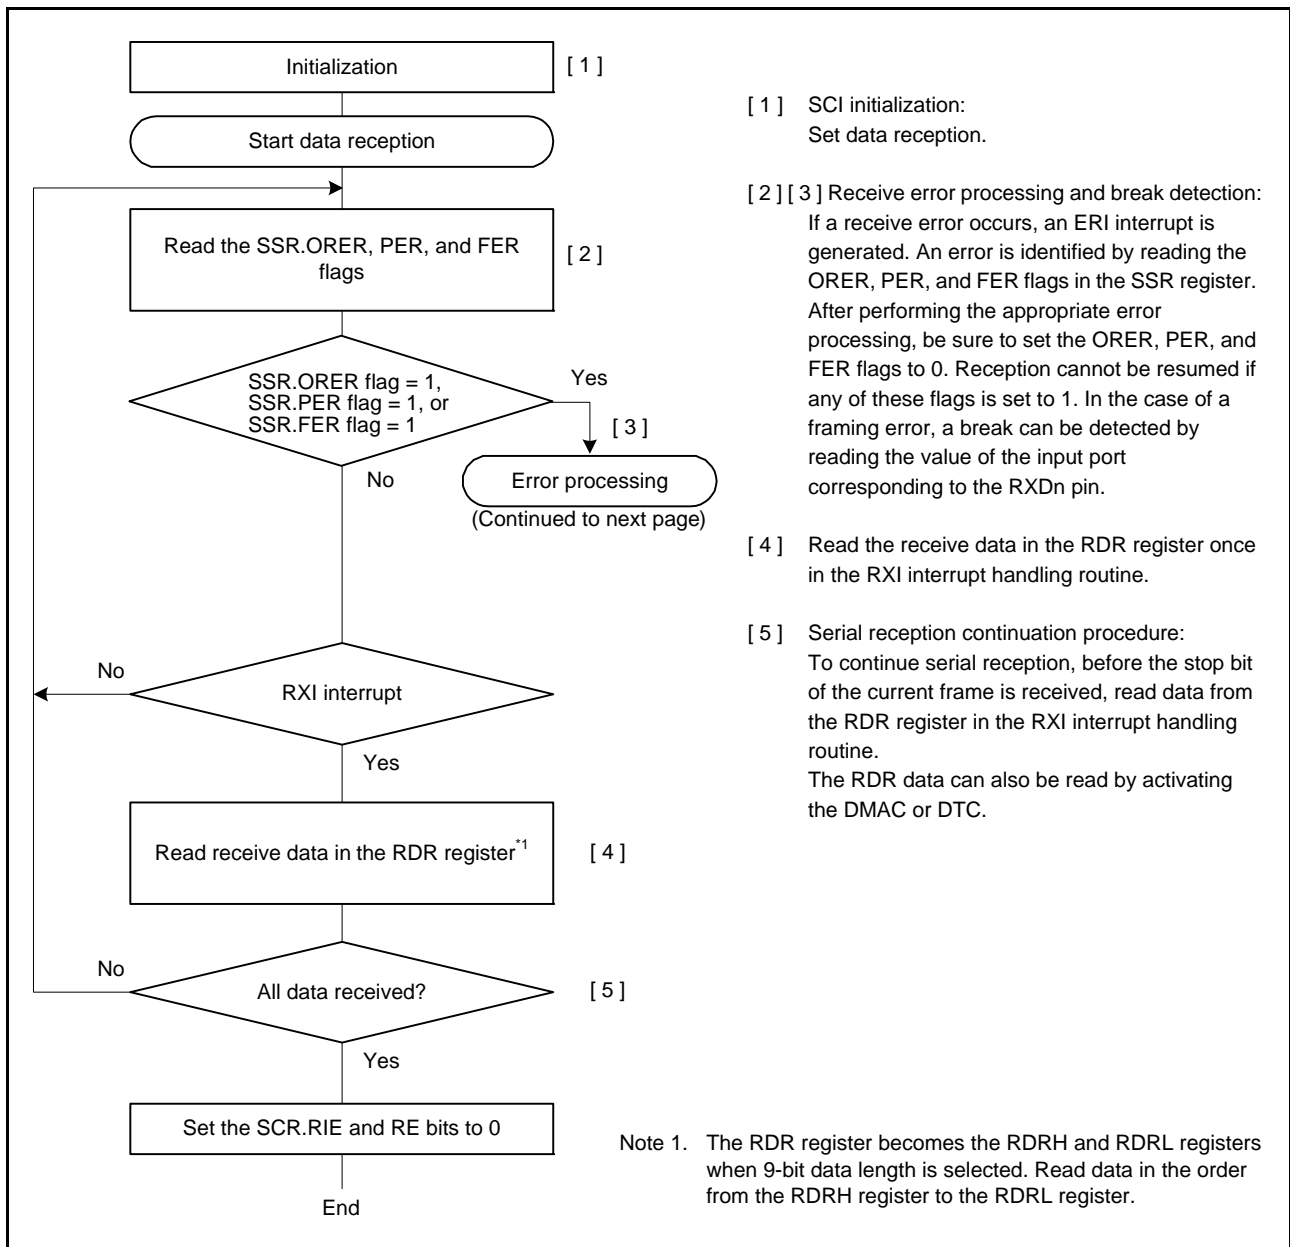 Initialization
[ 1 ]
Start data reception
Read the SSR.ORER, PER, and FER
flags
[ 2 ]
SSR.ORER flag = 1,
SSR.PER flag = 1, or
SSR.FER flag = 1
Yes
[ 3 ]
No
Error processing
(Continued to next page)
No
RXI interrupt
Yes
Read receive data in the RDR register*1
[ 4 ]
No
All data received?
[ 5 ]
Yes
Set the SCR.RIE and RE bits to 0
End
[ 1 ] SCI initialization:
Set data reception.
[ 2 ] [ 3 ] Receive error processing and break detection:
If a receive error occurs, an ERI interrupt is
generated. An error is identified by reading the
ORER, PER, and FER flags in the SSR register.
After performing the appropriate error
processing, be sure to set the ORER, PER, and
FER flags to 0. Reception cannot be resumed if
any of these flags is set to 1. In the case of a
framing error, a break can be detected by
reading the value of the input port
corresponding to the RXDn pin.
[ 4 ] Read the receive data in the RDR register once
in the RXI interrupt handling routine.
[ 5 ] Serial reception continuation procedure:
To continue serial reception, before the stop bit
of the current frame is received, read data from
the RDR register in the RXI interrupt handling
routine.
The RDR data can also be read by activating
the DMAC or DTC.
Note 1. The RDR register becomes the RDRH and RDRL registers
when 9-bit data length is selected. Read data in the order
from the RDRH register to the RDRL register.